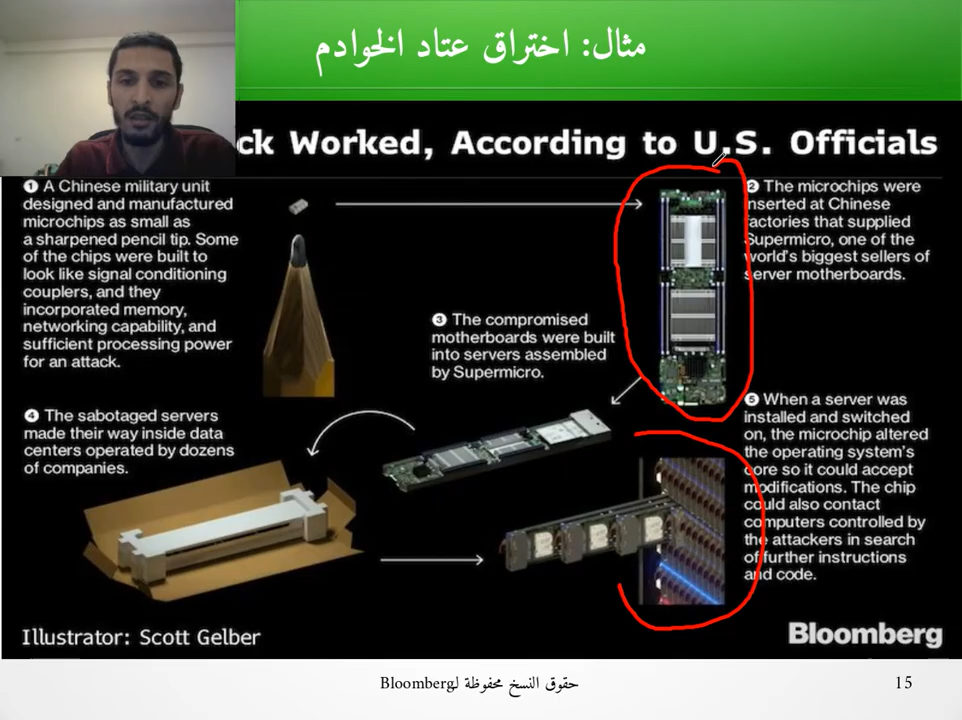 مثال: اختراق عتاد الخوادم
ck Worked, According to U.S. Officials
1 A Chinese military unit
designed and manufactured
microchips as small as
a sharpened pencil tip. Some
of the chips were built to
look like signal conditioning
couplers, and they
incorporated memory,
networking capability, and
sufficient processing power
for an attack.
2 The microchips were
inserted at Chinese
factories that supplied
Supermicro, one of the
world's biggest sellers of
server motherboards.
3 The compromised
motherboards were built
into servers assembled
by Supermicro.
4 The sabotaged servers
made their way inside data
centers operated by dozens
of companies.
5 When a server was
installed and switched
on, the microchip altered
the operating system's
core so it could accept
modifications. The chip
could also contact
computers controlled by
the attackers in search
of further instructions
and code.
Illustrator: Scott Gelber
Bloomberg
حقوق النسخ محفوظة لـBloomberg
15